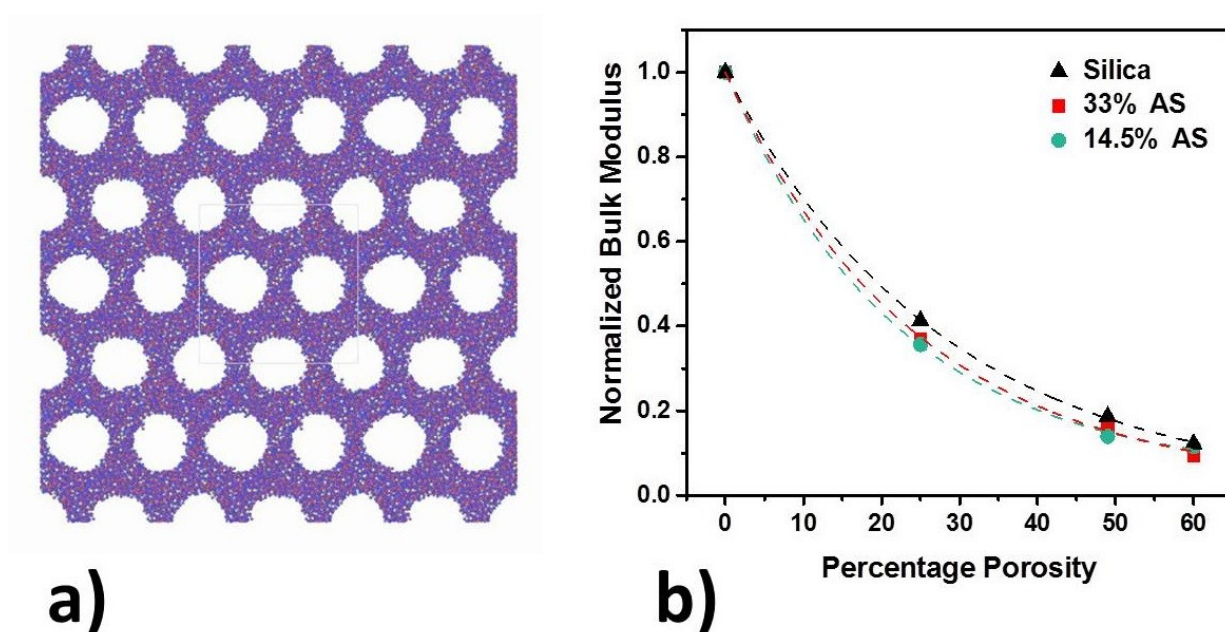 a)
Normalized Bulk Modulus
1.0
0.8
0.6
0.4
0.2
0.0
0 10 20 30 40 50 60
Percentage Porosity
Silica
33% AS
14.5% AS
b)